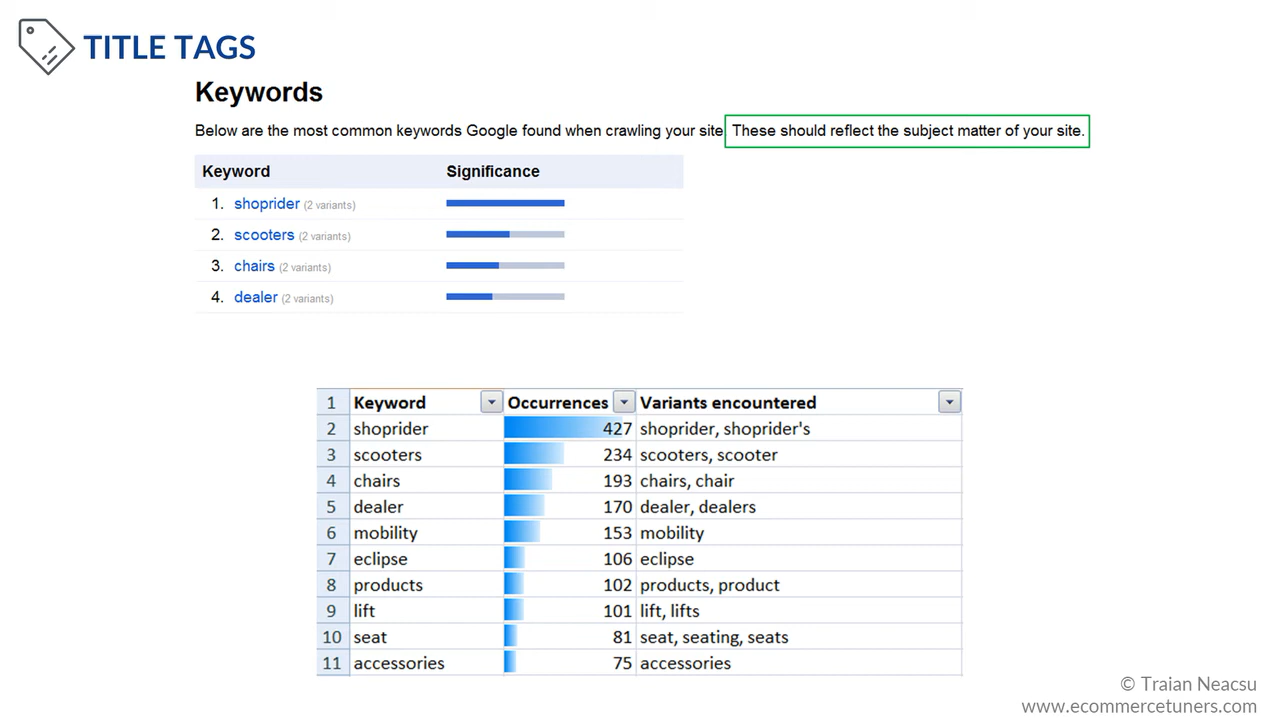 TITLE TAGS
Keywords
Below are the most common keywords Google found when crawling your site. These should reflect the subject matter of your site.
Keyword Significance
1. shoprider (2 variants)
2. scooters (2 variants)
3. chairs (2 variants)
4. dealer (2 variants)
1 Keyword Occurrences Variants encountered
2 shoprider 427 shoprider, shoprider's
3 scooters 234 scooters, scooter
4 chairs 193 chairs, chair
5 dealer 170 dealer, dealers
6 mobility 153 mobility
7 eclipse 106 eclipse
8 products 102 products, product
9 lift 101 lift, lifts
10 seat 81 seat, seating, seats
11 accessories 75 accessories
© Traian Neacsu
www.ecommercetuners.com